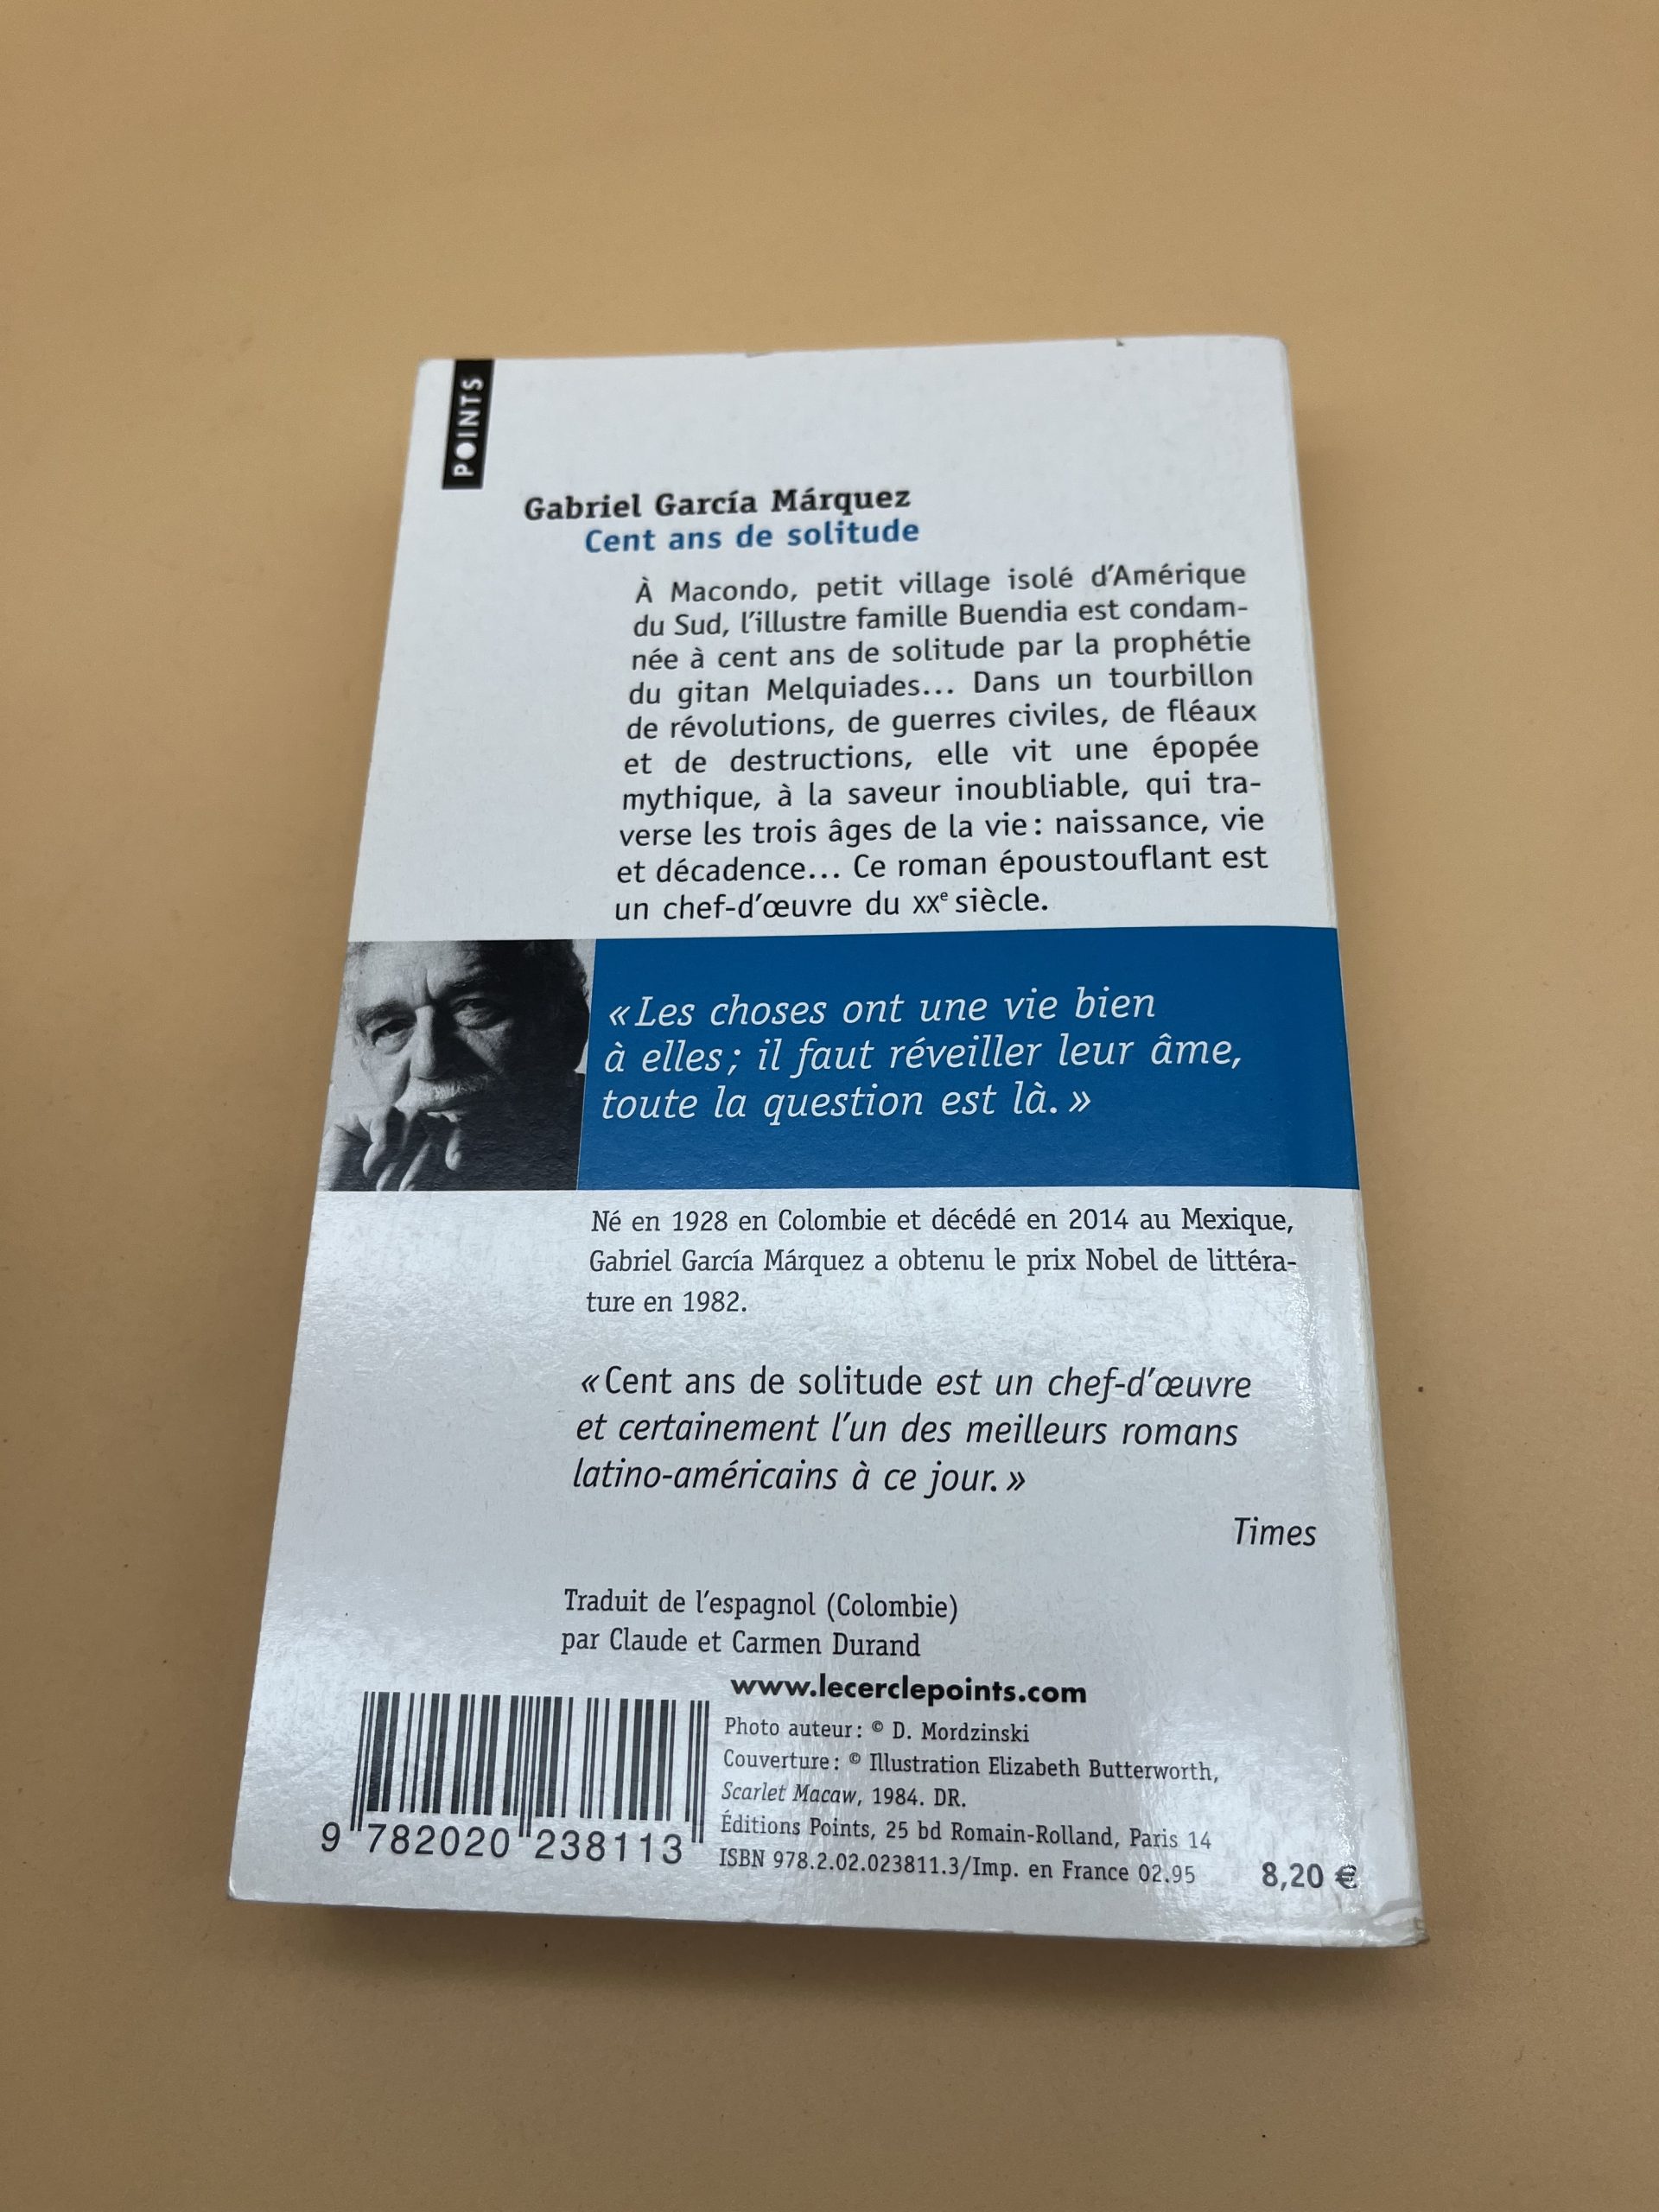 POINTS
Gabriel García Márquez
Cent ans de solitude
À Macondo, petit village isolé d'Amérique
du Sud, l'illustre famille Buendia est condam-
née à cent ans de solitude par la prophétie
du gitan Melquiades... Dans un tourbillon
de révolutions, de guerres civiles, de fléaux
et de destructions, elle vit une épopée
mythique, à la saveur inoubliable, qui tra-
verse les trois âges de la vie : naissance, vie
et décadence... Ce roman époustouflant est
un chef-d'œuvre du XXe siècle.
« Les choses ont une vie bien
à elles ; il faut réveiller leur âme,
toute la question est là. »
Né en 1928 en Colombie et décédé en 2014 au Mexique,
Gabriel García Márquez a obtenu le prix Nobel de littéra-
ture en 1982.
« Cent ans de solitude est un chef-d'œuvre
et certainement l'un des meilleurs romans
latino-américains à ce jour. »
Times
Traduit de l'espagnol (Colombie)
par Claude et Carmen Durand
www.lecerclepoints.com
Photo auteur : © D. Mordzinski
Couverture : © Illustration Elizabeth Butterworth,
Scarlet Macaw, 1984. DR.
Éditions Points, 25 bd Romain-Rolland, Paris 14
ISBN 978.2.02.023811.3/Imp. en France 02.95
8,20 €
9 782020 238113